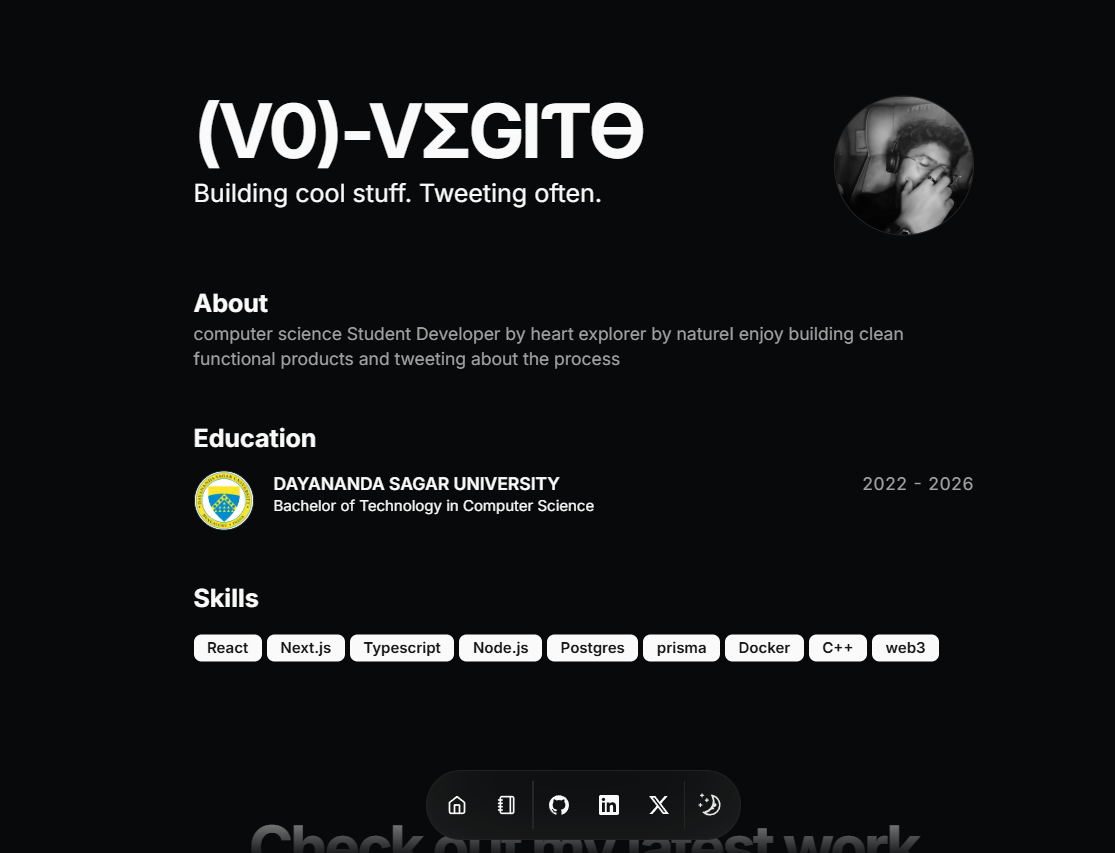 (V0)-VΣGITӨ
Building cool stuff. Tweeting often.
About
computer science Student Developer by heart explorer by natureI enjoy building clean
functional products and tweeting about the process
Education
DAYANANDA SAGAR UNIVERSITY
2022 - 2026
Bachelor of Technology in Computer Science
Skills
React Next.js Typescript Node.js Postgres prisma Docker C++ web3
Check out my latest work